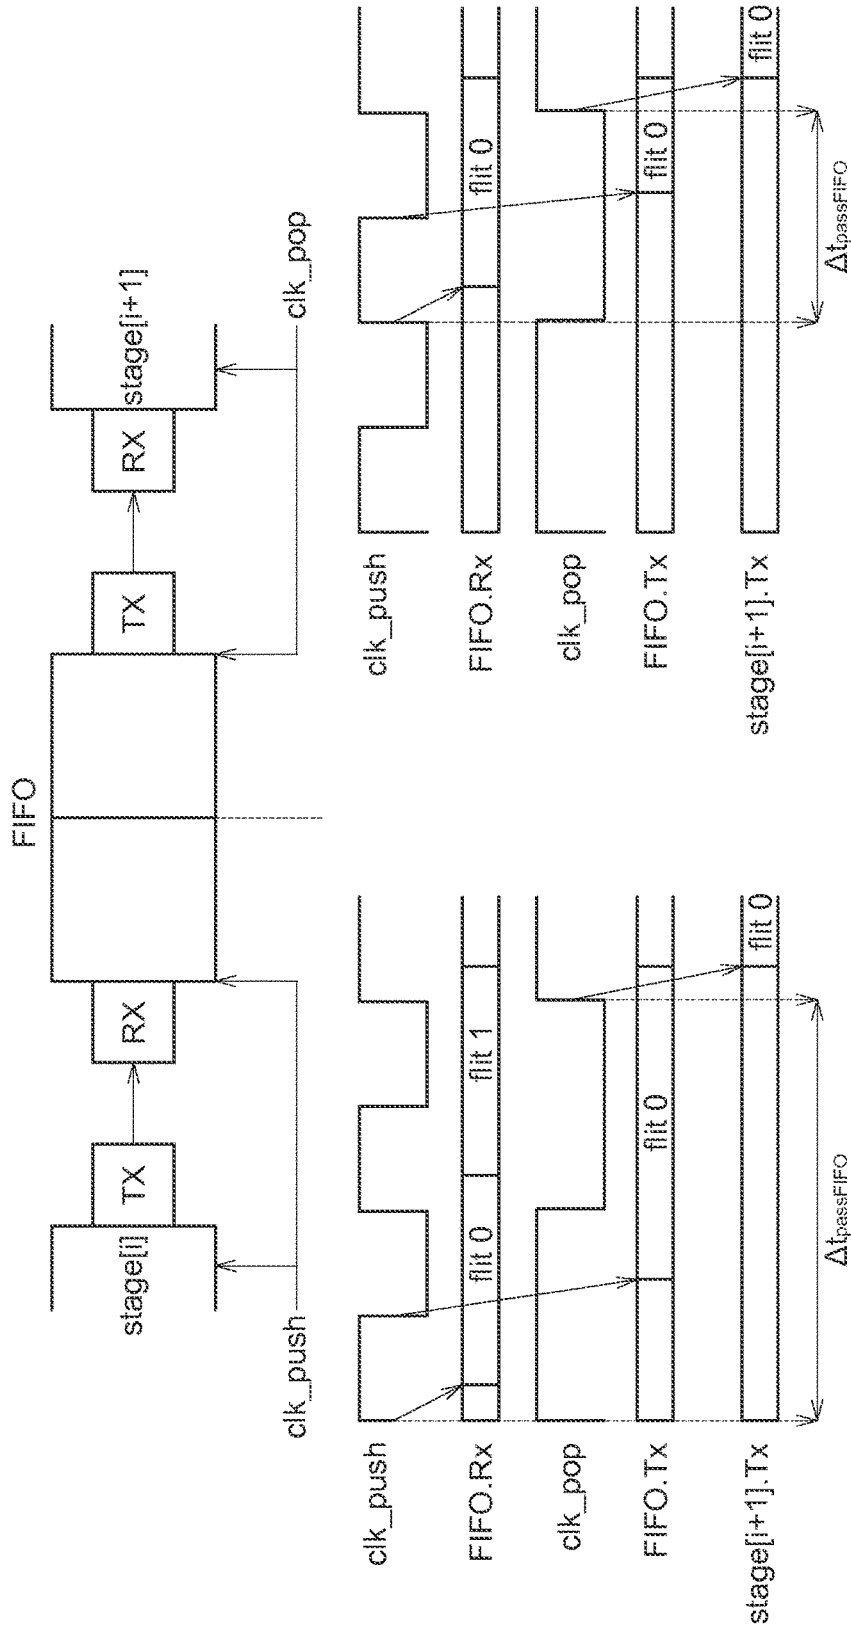 FIFO
stage[i]
TX
RX
TX
RX
stage[i+1]
clk_push
clk_pop
clk_push
FIFO.Rx
flit 0
flit 1
clk_pop
FIFO.Tx
flit 0
stage[i+1].Tx
flit 0
ΔtpassFIFO
clk_push
FIFO.Rx
flit 0
clk_pop
FIFO.Tx
flit 0
stage[i+1].Tx
flit 0
ΔtpassFIFO